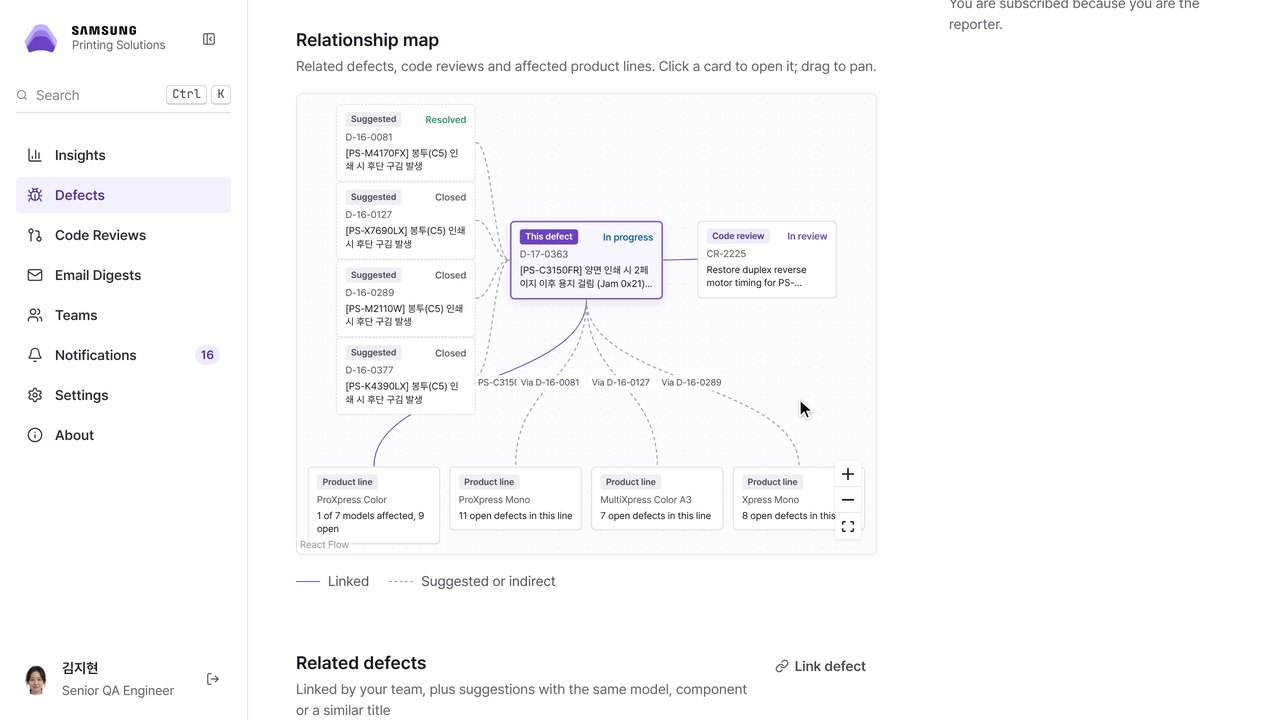 SAMSUNG
Printing Solutions
Search
Ctrl K
Insights
Defects
Code Reviews
Email Digests
Teams
Notifications 16
Settings
About
김지현
Senior QA Engineer
You are subscribed because you are the
reporter.
Relationship map
Related defects, code reviews and affected product lines. Click a card to open it; drag to pan.
Suggested Resolved
D-16-0081
[PS-M4170FX] 봉투(C5) 인
쇄 시 후단 구김 발생
Suggested Closed
D-16-0127
[PS-X7690LX] 봉투(C5) 인쇄
시 후단 구김 발생
Suggested Closed
D-16-0289
[PS-M2110W] 봉투(C5) 인쇄
시 후단 구김 발생
Suggested Closed
D-16-0377
[PS-K4390LX] 봉투(C5) 인
쇄 시 후단 구김 발생
This defect In progress
D-17-0363
[PS-C3150FR] 양면 인쇄 시 2페
이지 이후 용지 걸림 (Jam 0x21)...
Code review In review
CR-2225
Restore duplex reverse
motor timing for PS-...
PS-C3150 Via D-16-0081 Via D-16-0127 Via D-16-0289
Product line
ProXpress Color
1 of 7 models affected, 9
open
Product line
ProXpress Mono
11 open defects in this line
Product line
MultiXpress Color A3
7 open defects in this line
Product line
Xpress Mono
8 open defects in this
React Flow
Linked
Suggested or indirect
Related defects
Link defect
Linked by your team, plus suggestions with the same model, component
or a similar title